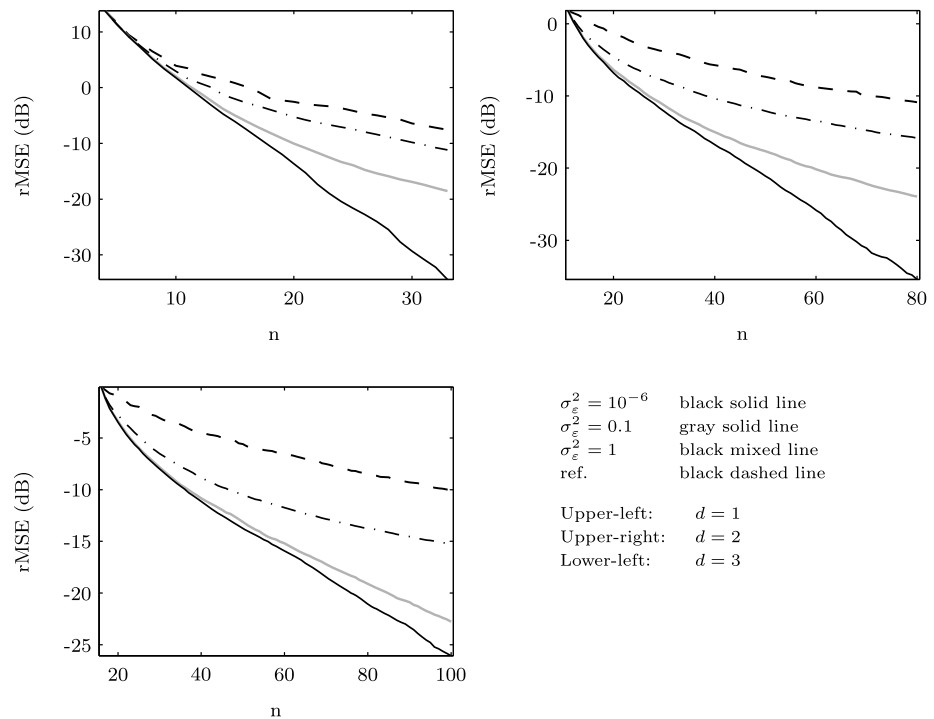 10
0
-10
-20
-30
rMSE (dB)
10 20 30
n
0
-10
-20
-30
rMSE (dB)
20 40 60 80
n
-5
-10
-15
-20
-25
rMSE (dB)
20 40 60 80 100
n
σ²_ε = 10⁻⁶ black solid line
σ²_ε = 0.1 gray solid line
σ²_ε = 1 black mixed line
ref. black dashed line
Upper-left: d = 1
Upper-right: d = 2
Lower-left: d = 3